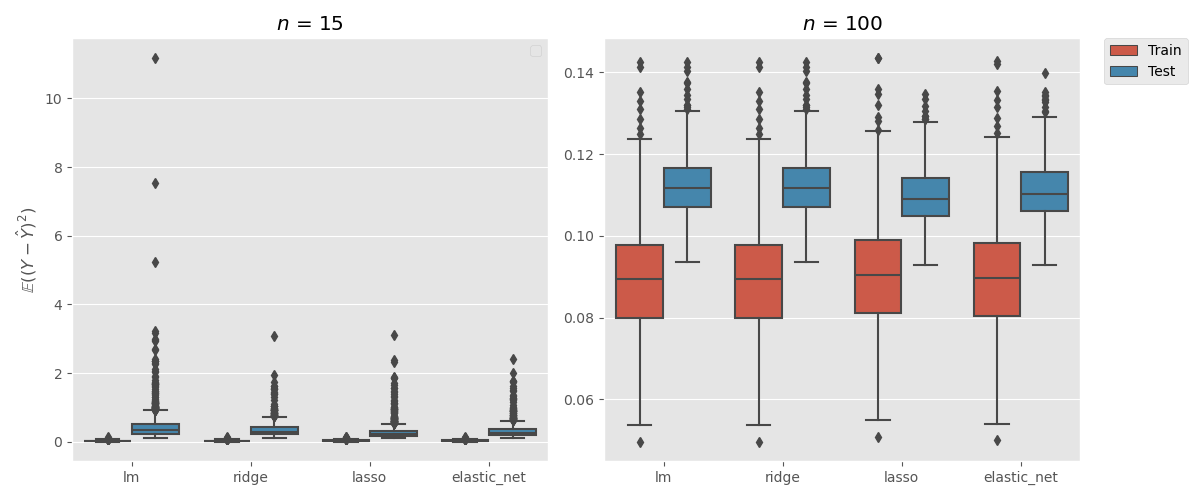 n = 15
n = 100
𝔼((Y − Ŷ)²)
10
8
6
4
2
0
lm
ridge
lasso
elastic_net
0.14
0.12
0.10
0.08
0.06
lm
ridge
lasso
elastic_net
Train
Test